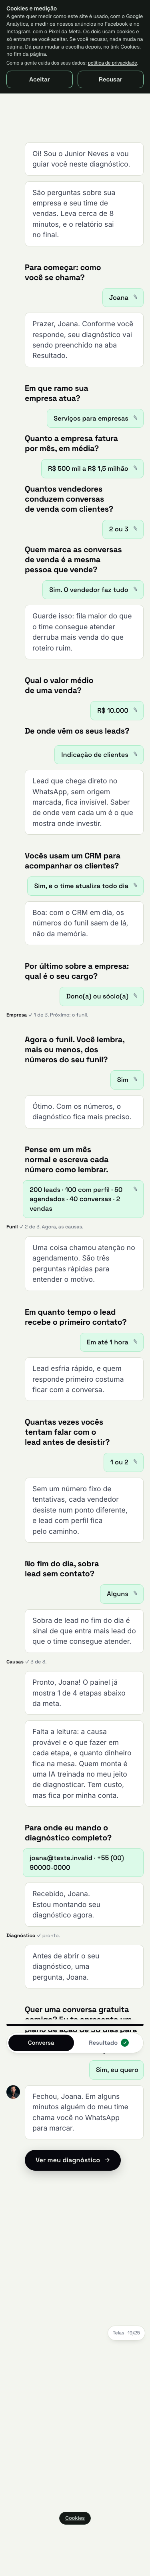 Cookies e medição
A gente quer medir como este site é usado, com o Google
Analytics, e medir os nossos anúncios no Facebook e no
Instagram, com o Pixel da Meta. Os dois usam cookies e
só entram se você aceitar. Se você recusar, nada muda na
página. Dá para mudar a escolha depois, no link Cookies,
no fim da página.
Como a gente cuida dos seus dados: política de privacidade.
Aceitar
Recusar
Oi! Sou o Junior Neves e vou
guiar você neste diagnóstico.
São perguntas sobre sua
empresa e seu time de
vendas. Leva cerca de 8
minutos, e o relatório sai
no final.
Para começar: como
você se chama?
Joana
Prazer, Joana. Conforme você
responde, seu diagnóstico vai
sendo preenchido na aba
Resultado.
Em que ramo sua
empresa atua?
Serviços para empresas
Quanto a empresa fatura
por mês, em média?
R$ 500 mil a R$ 1,5 milhão
Quantos vendedores
conduzem conversas
de venda com clientes?
2 ou 3
Quem marca as conversas
de venda é a mesma
pessoa que vende?
Sim. O vendedor faz tudo
Guarde isso: fila maior do que
o time consegue atender
derruba mais venda do que
roteiro ruim.
Qual o valor médio
de uma venda?
R$ 10.000
De onde vêm os seus leads?
Indicação de clientes
Lead que chega direto no
WhatsApp, sem origem
marcada, fica invisível. Saber
de onde vem cada um é o que
mostra onde investir.
Vocês usam um CRM para
acompanhar os clientes?
Sim, e o time atualiza todo dia
Boa: com o CRM em dia, os
números do funil saem de lá,
não da memória.
Por último sobre a empresa:
qual é o seu cargo?
Dono(a) ou sócio(a)
Empresa ✓ 1 de 3. Próximo: o funil.
Agora o funil. Você lembra,
mais ou menos, dos
números do seu funil?
Sim
Ótimo. Com os números, o
diagnóstico fica mais preciso.
Pense em um mês
normal e escreva cada
número como lembrar.
200 leads · 100 com perfil · 50
agendados · 40 conversas · 2
vendas
Funil ✓ 2 de 3. Agora, as causas.
Uma coisa chamou atenção no
agendamento. São três
perguntas rápidas para
entender o motivo.
Em quanto tempo o lead
recebe o primeiro contato?
Em até 1 hora
Lead esfria rápido, e quem
responde primeiro costuma
ficar com a conversa.
Quantas vezes vocês
tentam falar com o
lead antes de desistir?
1 ou 2
Sem um número fixo de
tentativas, cada vendedor
desiste num ponto diferente,
e lead com perfil fica
pelo caminho.
No fim do dia, sobra
lead sem contato?
Alguns
Sobra de lead no fim do dia é
sinal de que entra mais lead do
que o time consegue atender.
Causas ✓ 3 de 3.
Pronto, Joana! O painel já
mostra 1 de 4 etapas abaixo
da meta.
Falta a leitura: a causa
provável e o que fazer em
cada etapa, e quanto dinheiro
fica na mesa. Quem monta é
uma IA treinada no meu jeito
de diagnosticar. Tem custo,
mas fica por minha conta.
Para onde eu mando o
diagnóstico completo?
joana@teste.invalid · +55 (00)
90000-0000
Recebido, Joana.
Estou montando seu
diagnóstico agora.
Diagnóstico ✓ pronto.
Antes de abrir o seu
diagnóstico, uma
pergunta, Joana.
Quer uma conversa gratuita
Conversa
Resultado
Sim, eu quero
Fechou, Joana. Em alguns
minutos alguém do meu time
chama você no WhatsApp
para marcar.
Ver meu diagnóstico →
Telas 19/25
Cookies